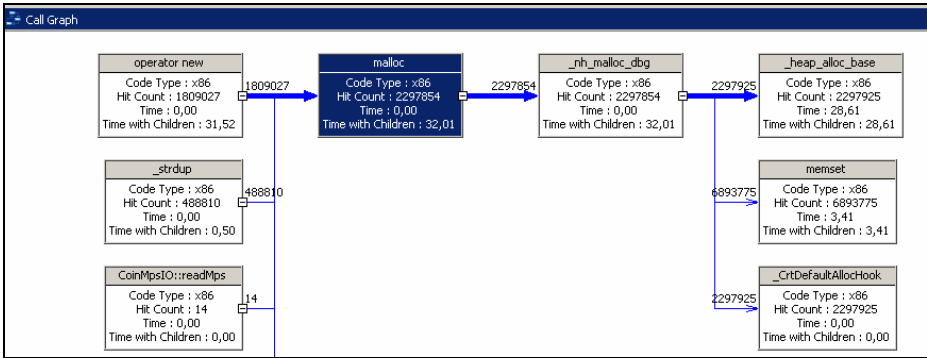 Call Graph
operator new
Code Type : x86
Hit Count : 1809027
Time : 0,00
Time with Children : 31,52
1809027
malloc
Code Type : x86
Hit Count : 2297854
Time : 0,00
Time with Children : 32,01
2297854
_nh_malloc_dbg
Code Type : x86
Hit Count : 2297854
Time : 0,00
Time with Children : 32,01
2297925
_heap_alloc_base
Code Type : x86
Hit Count : 2297925
Time : 28,61
Time with Children : 28,61
_strdup
Code Type : x86
Hit Count : 488810
Time : 0,00
Time with Children : 0,50
488810
6893775
memset
Code Type : x86
Hit Count : 6893775
Time : 3,41
Time with Children : 3,41
CoinMpsIO::readMps
Code Type : x86
Hit Count : 14
Time : 0,00
Time with Children : 0,00
14
2297925
_CrtDefaultAllocHook
Code Type : x86
Hit Count : 2297925
Time : 0,00
Time with Children : 0,00